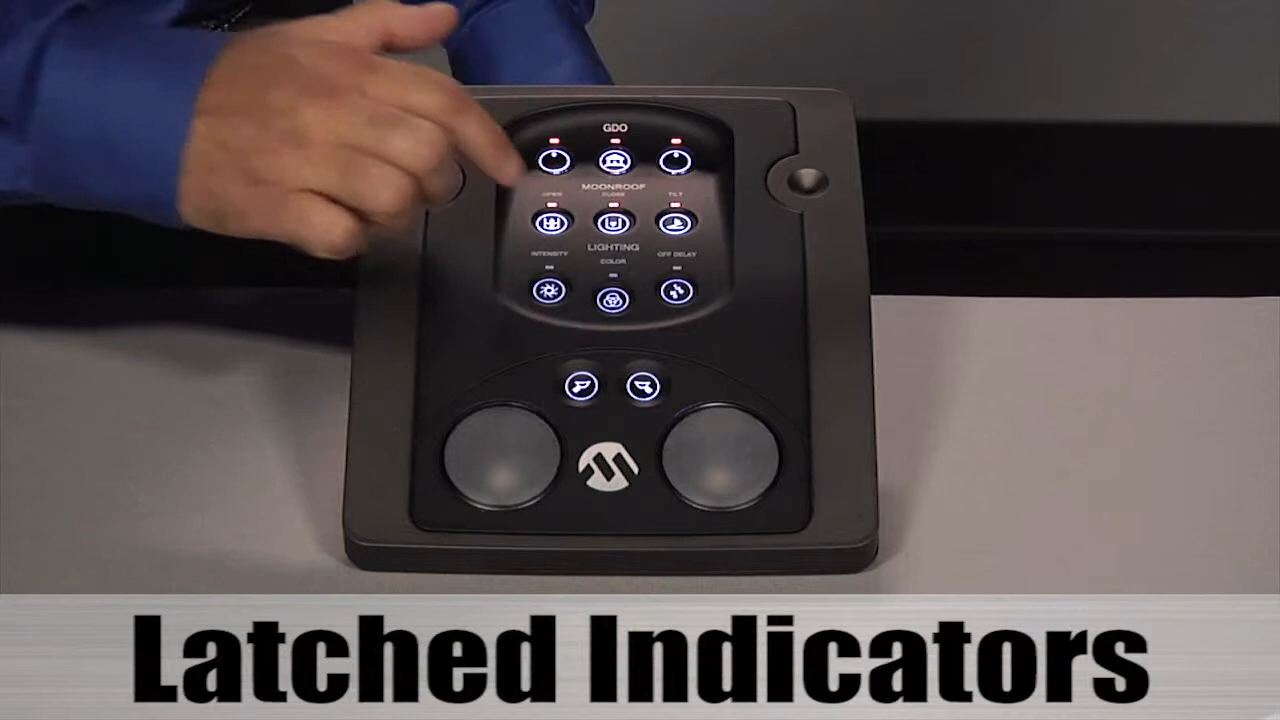 GDO
MOONROOF
OPEN CLOSE TILT
LIGHTING
INTENSITY COLOR OFF DELAY
Latched Indicators